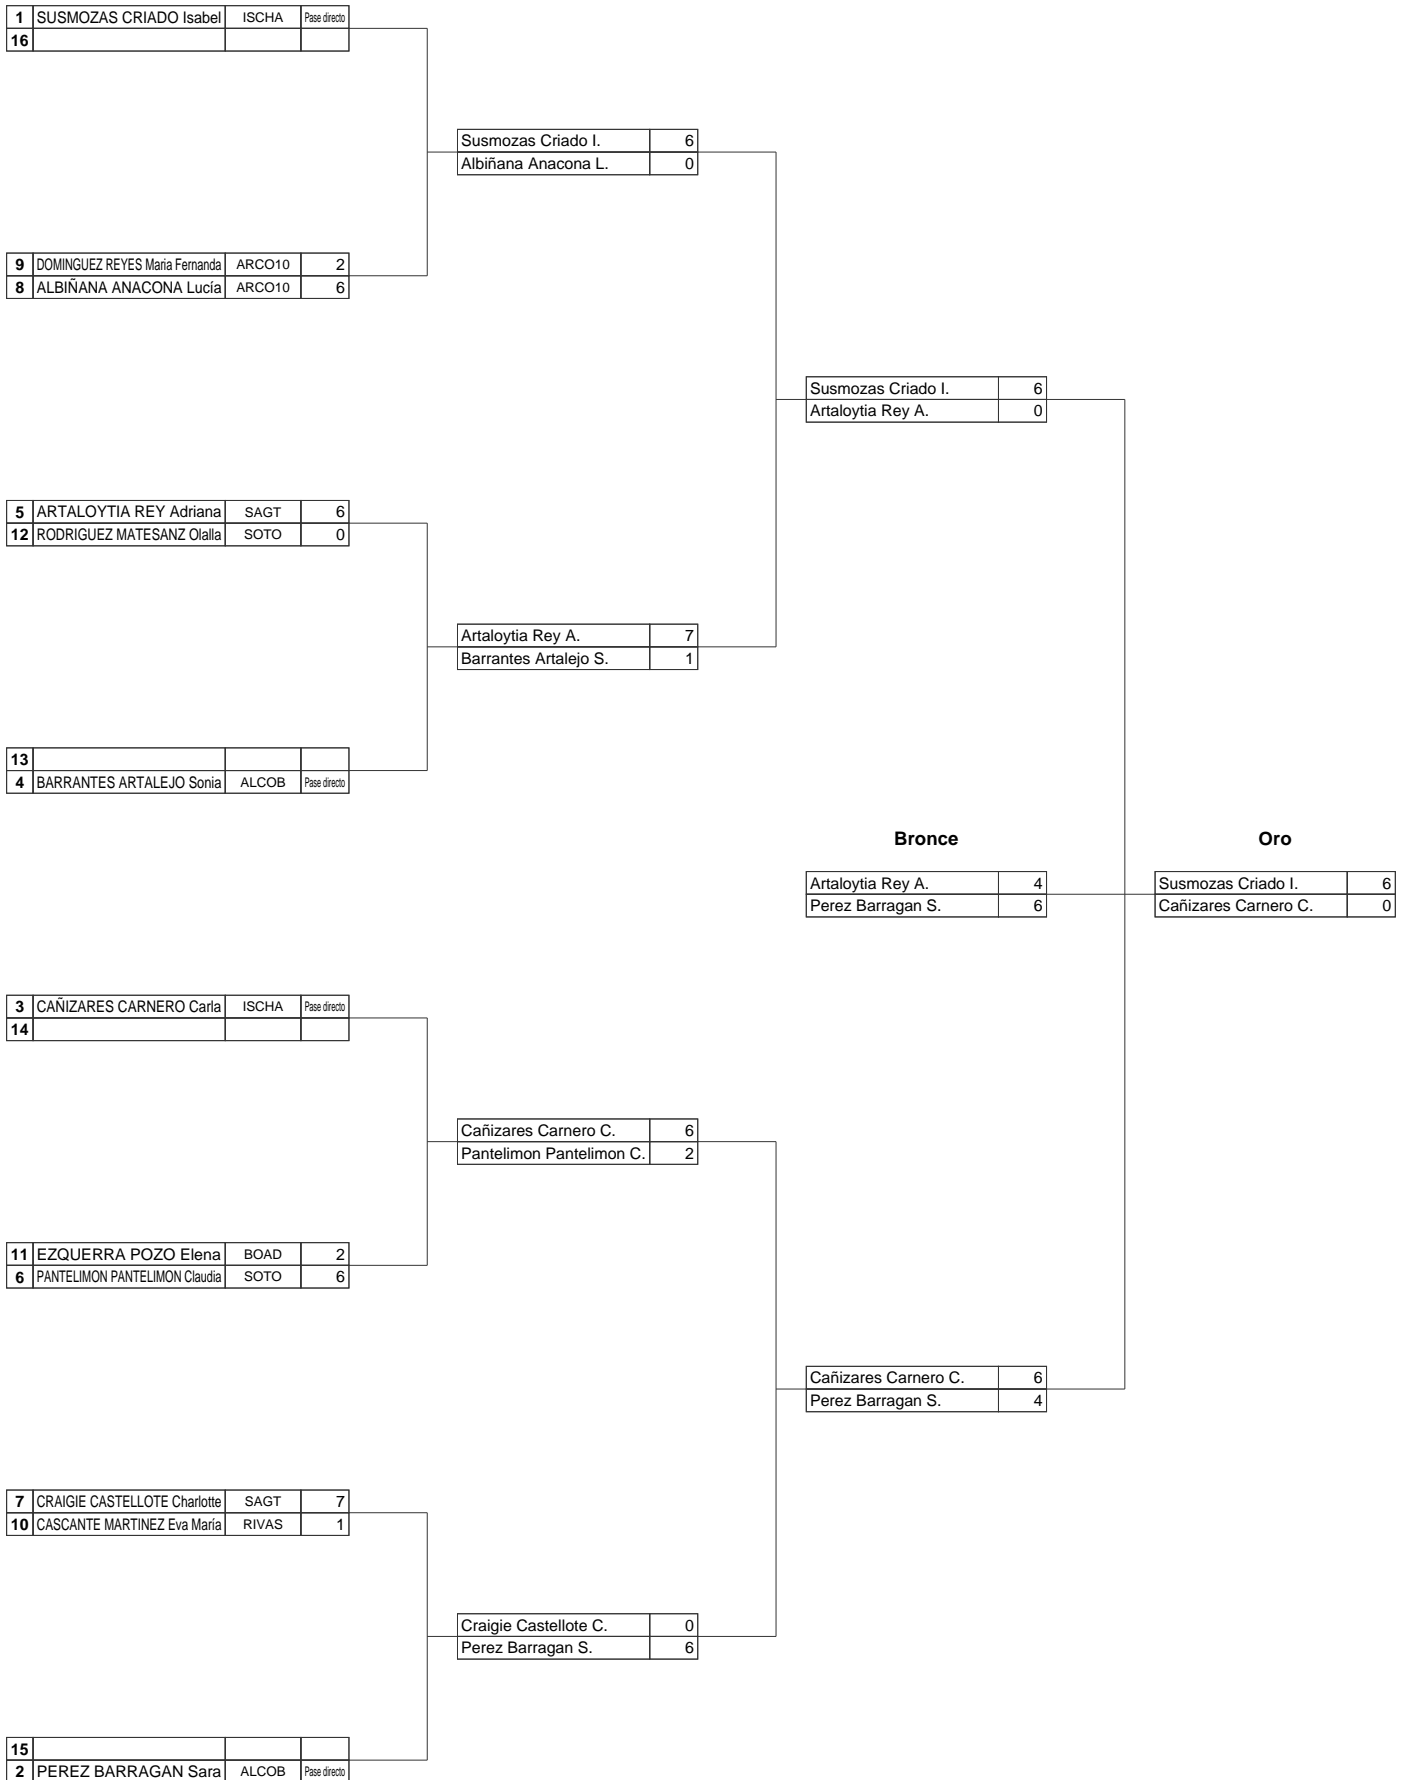 1 SUSMOZAS CRIADO Isabel ISCHA Pase directo
16
Susmozas Criado I. 6
Albiñana Anacona L. 0
9 DOMINGUEZ REYES Maria Fernanda ARCO10 2
8 ALBIÑANA ANACONA Lucía ARCO10 6
Susmozas Criado I. 6
Artaloytia Rey A. 0
5 ARTALOYTIA REY Adriana SAGT 6
12 RODRIGUEZ MATESANZ Olalla SOTO 0
Artaloytia Rey A. 7
Barrantes Artalejo S. 1
13
4 BARRANTES ARTALEJO Sonia ALCOB Pase directo
Bronce Oro
Artaloytia Rey A. 4 Susmozas Criado I. 6
Perez Barragan S. 6 Cañizares Carnero C. 0
3 CAÑIZARES CARNERO Carla ISCHA Pase directo
14
Cañizares Carnero C. 6
Pantelimon Pantelimon C. 2
11 EZQUERRA POZO Elena BOAD 2
6 PANTELIMON PANTELIMON Claudia SOTO 6
Cañizares Carnero C. 6
Perez Barragan S. 4
7 CRAIGIE CASTELLOTE Charlotte SAGT 7
10 CASCANTE MARTINEZ Eva María RIVAS 1
Craigie Castellote C. 0
Perez Barragan S. 6
15
2 PEREZ BARRAGAN Sara ALCOB Pase directo